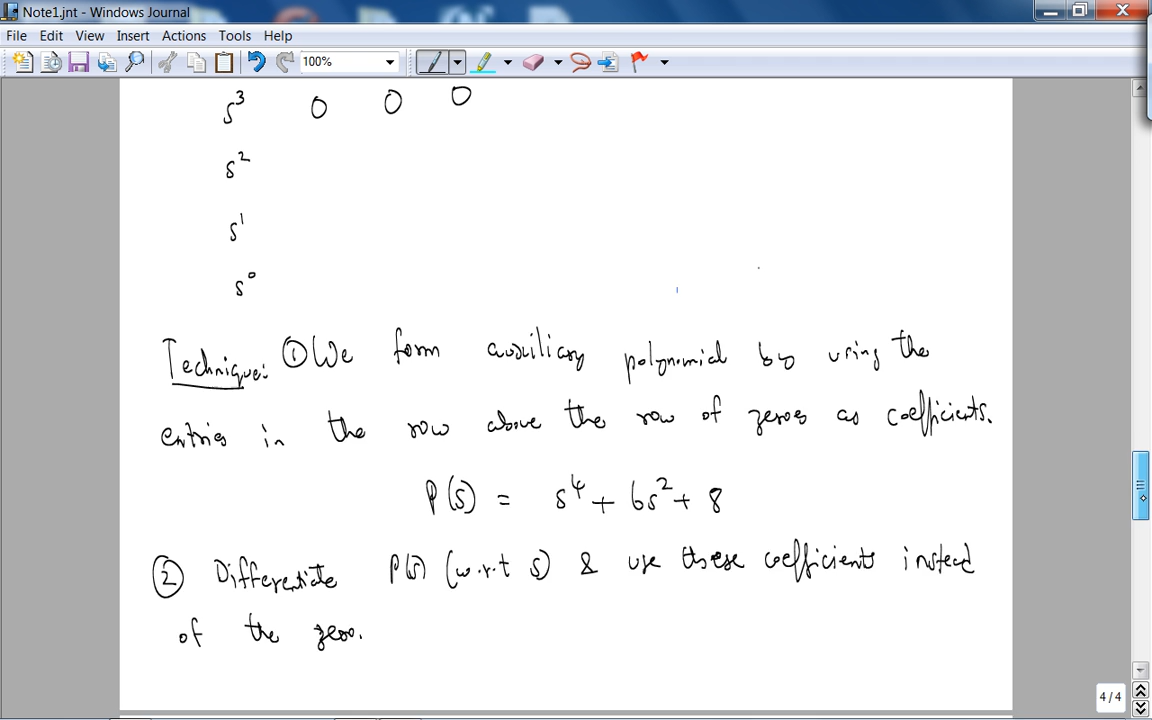 Note1.jnt - Windows Journal
File Edit View Insert Actions Tools Help
100%
s³ 0 0 0
s²
s¹
s⁰
Technique: ① We form auxiliary polynomial by using the
entries in the row above the row of zeroes as coefficients.
P(s) = s⁴ + 6s² + 8
② Differentiate P(s) (w.r.t s) & use these coefficients instead
of the zero.
4/4